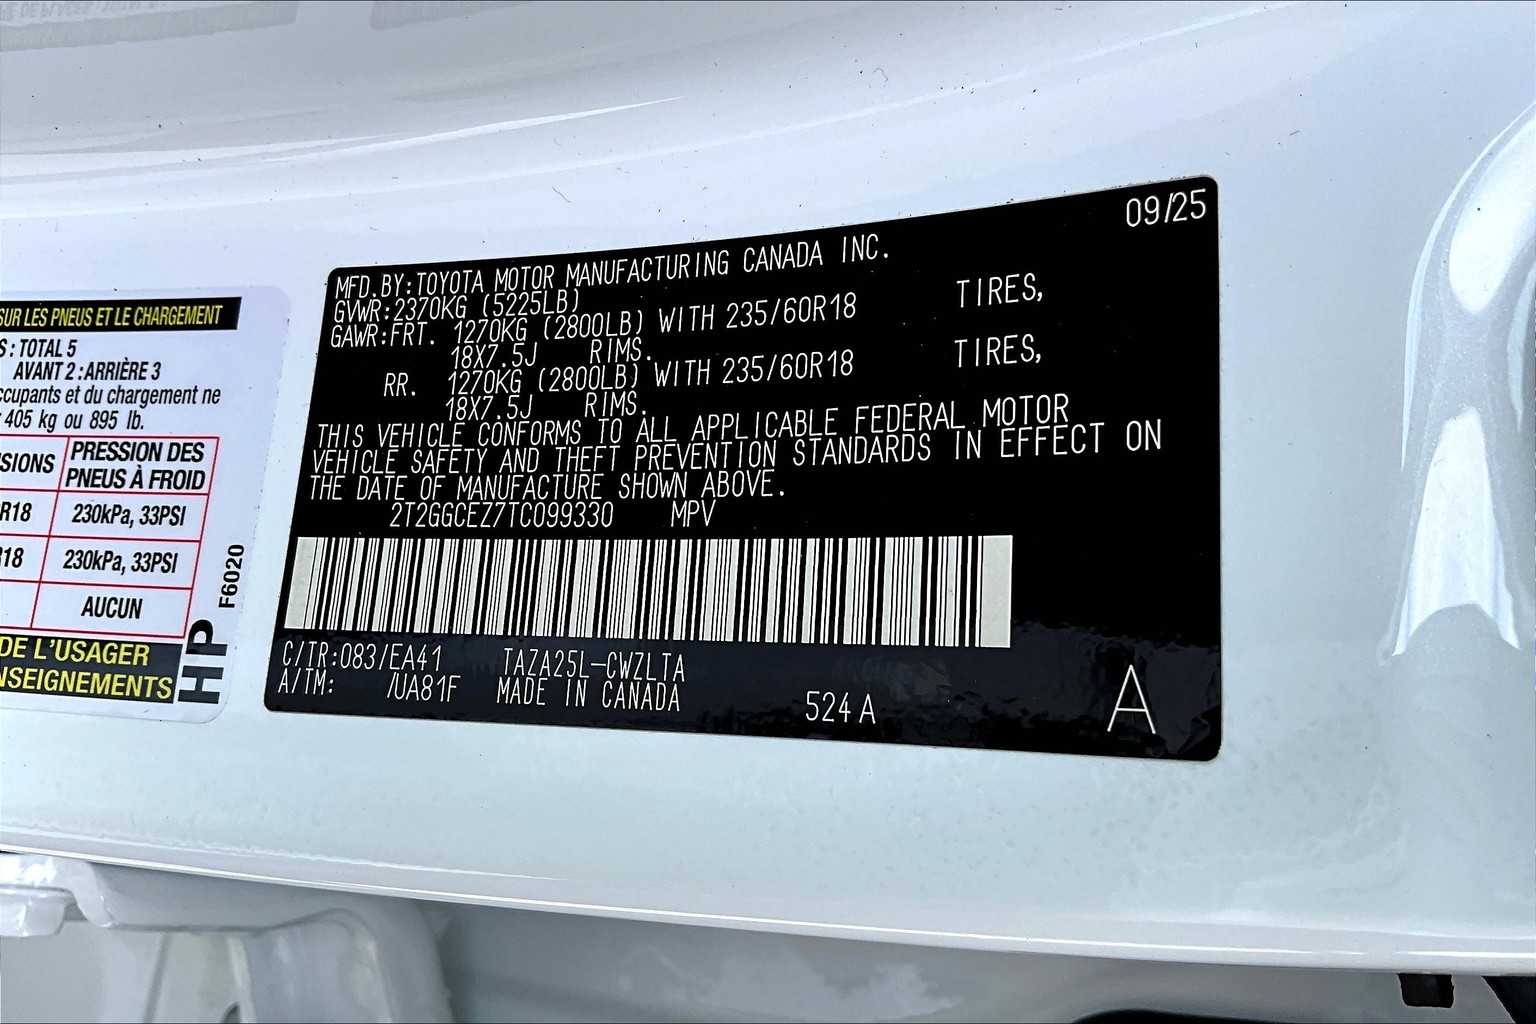 SUR LES PNEUS ET LE CHARGEMENT
: TOTAL 5
AVANT 2 : ARRIÈRE 3
occupants et du chargement ne
405 kg ou 895 lb.
PRESSION DES
PNEUS À FROID
R18 230kPa, 33PSI
R18 230kPa, 33PSI
AUCUN
DE L'USAGER
NSEIGNEMENTS
F6020
HP
09/25
MFD.BY:TOYOTA MOTOR MANUFACTURING CANADA INC.
GVWR:2370KG (5225LB)
GAWR:FRT. 1270KG (2800LB) WITH 235/60R18 TIRES,
18X7.5J RIMS.
RR. 1270KG (2800LB) WITH 235/60R18 TIRES,
18X7.5J RIMS.
THIS VEHICLE CONFORMS TO ALL APPLICABLE FEDERAL MOTOR
VEHICLE SAFETY AND THEFT PREVENTION STANDARDS IN EFFECT ON
THE DATE OF MANUFACTURE SHOWN ABOVE.
2T2GGCEZ7TC099330 MPV
C/TR:083/EA41 TAZA25L-CWZLTA
A/TM: /UA81F MADE IN CANADA 524A A